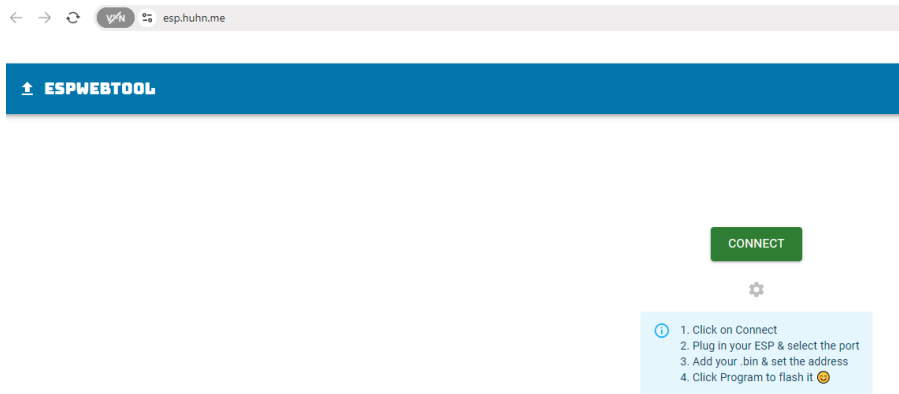 VPN
esp.huhn.me
ESPWEBTOOL
CONNECT
1. Click on Connect
2. Plug in your ESP & select the port
3. Add your .bin & set the address
4. Click Program to flash it 😊